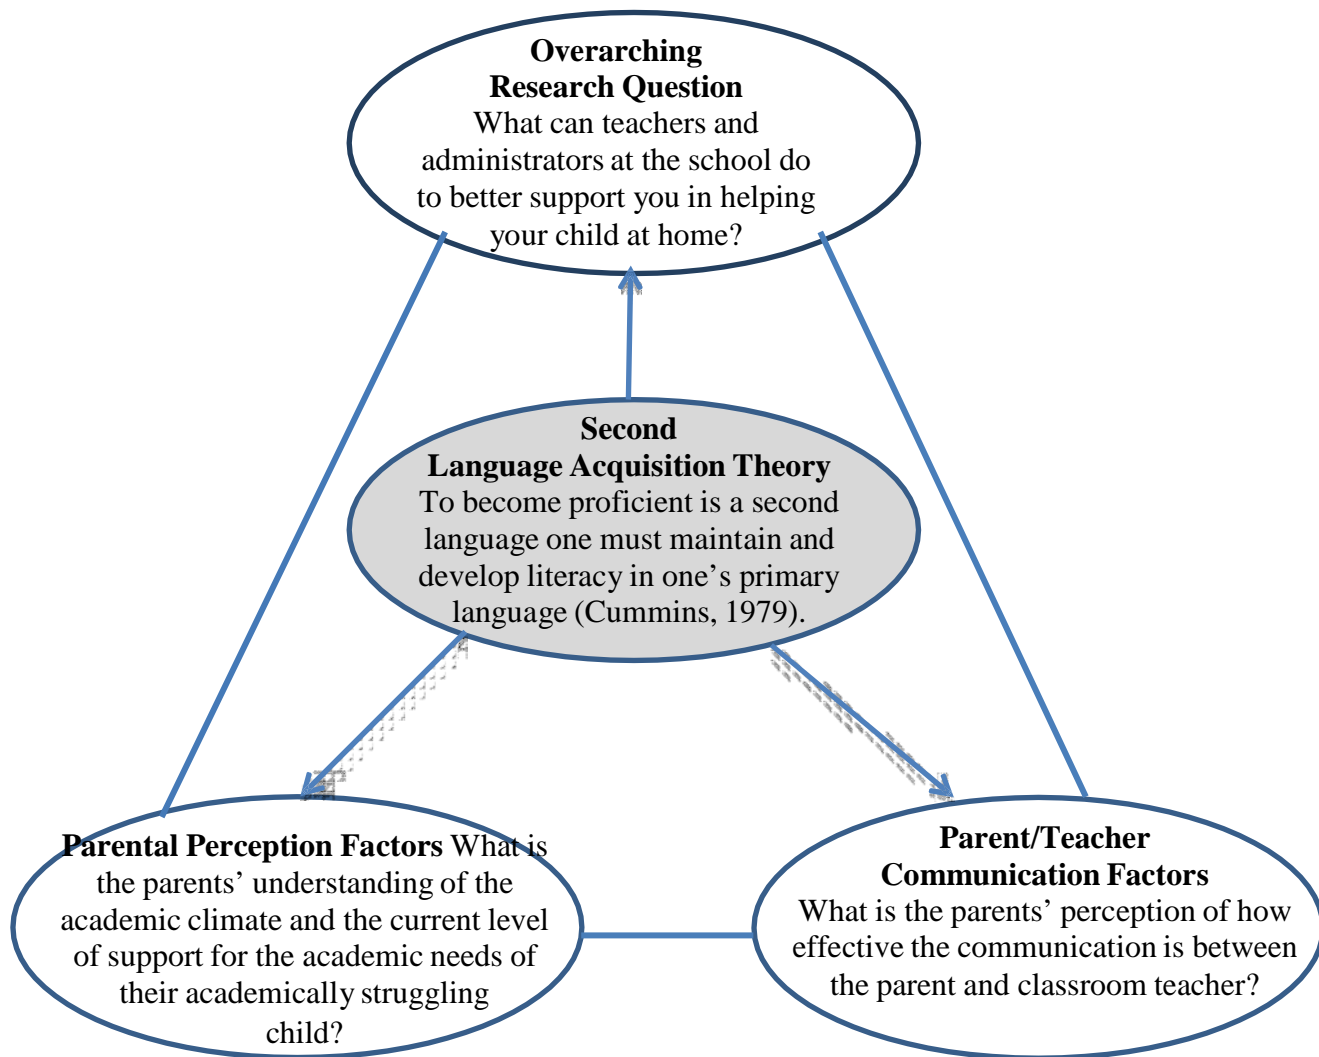 Overarching
Research Question
What can teachers and
administrators at the school do
to better support you in helping
your child at home?
Second
Language Acquisition Theory
To become proficient is a second
language one must maintain and
develop literacy in one’s primary
language (Cummins, 1979).
Parental Perception Factors What is
the parents’ understanding of the
academic climate and the current level
of support for the academic needs of
their academically struggling
child?
Parent/Teacher
Communication Factors
What is the parents’ perception of how
effective the communication is between
the parent and classroom teacher?